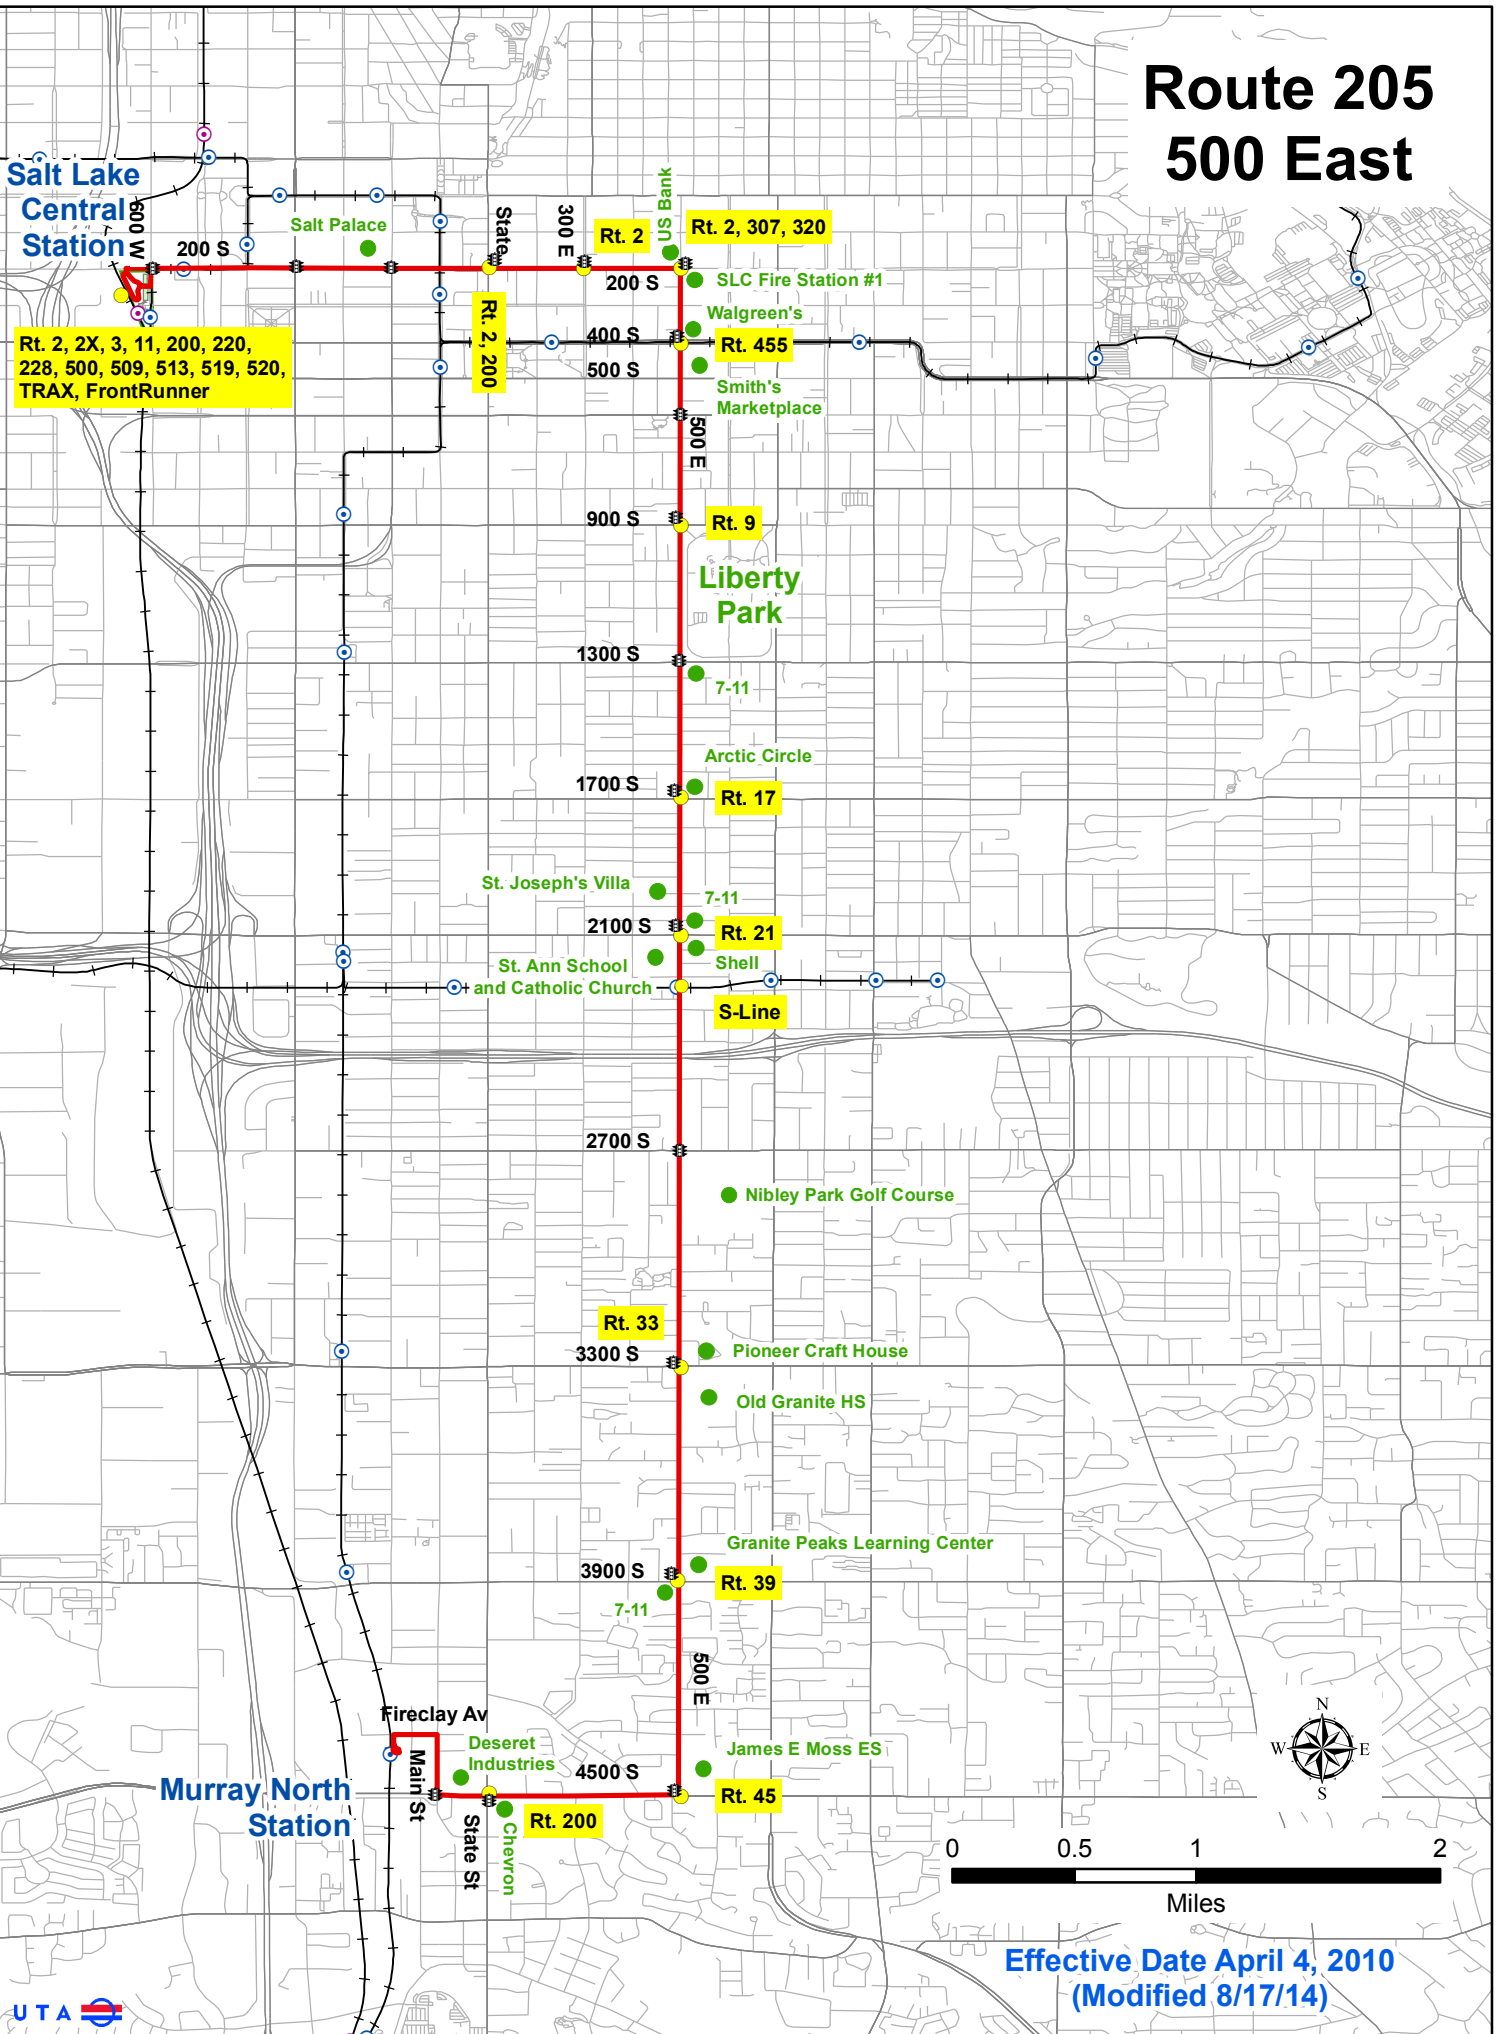 Route 205
500 East
Salt Lake
Central
Station
600 W
200 S
Salt Palace
State
300 E
Rt. 2
US Bank
Rt. 2, 307, 320
200 S
SLC Fire Station #1
Walgreen's
Rt. 2, 200
400 S
Rt. 455
500 S
Smith's
Marketplace
Rt. 2, 2X, 3, 11, 200, 220,
228, 500, 509, 513, 519, 520,
TRAX, FrontRunner
500 E
900 S
Rt. 9
Liberty
Park
1300 S
7-11
Arctic Circle
1700 S
Rt. 17
St. Joseph's Villa
7-11
2100 S
Rt. 21
St. Ann School
and Catholic Church
Shell
S-Line
2700 S
Nibley Park Golf Course
Rt. 33
3300 S
Pioneer Craft House
Old Granite HS
Granite Peaks Learning Center
3900 S
Rt. 39
7-11
500 E
Fireclay Av
Deseret
Industries
Main St
James E Moss ES
4500 S
Rt. 45
Murray North
Station
State St
Chevron
Rt. 200
N
W E
S
0 0.5 1 2
Miles
Effective Date April 4, 2010
(Modified 8/17/14)
UTA